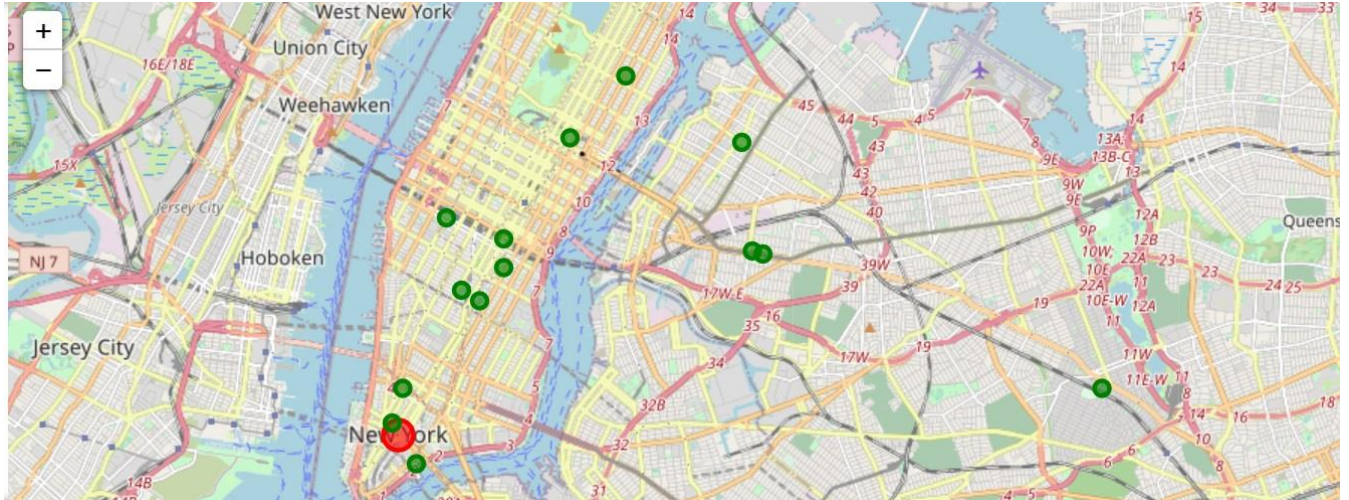 +
−
West New York
Union City
16E/18E
Weehawken
15X
Jersey City
NJ 7
Hoboken
Jersey City
14B
New York
14
14
13
7
12
10
8
9
7
7
5
4
3
2
1
45
44
5
4
5
7
7
8
9E
43
43
42
40
39W
39
17W-E
16
35
34
17W
19
19
32B
32
31
15
14
34
33
14
13A;
13B-C
13
9W
9E
12A
9P
12B
10W;
10E
22A
22A
23
23
24
25
11
10E-W
12A
11
11W
11E-W
11
14
16
18
8
10
6
6
5
4
8
Queens